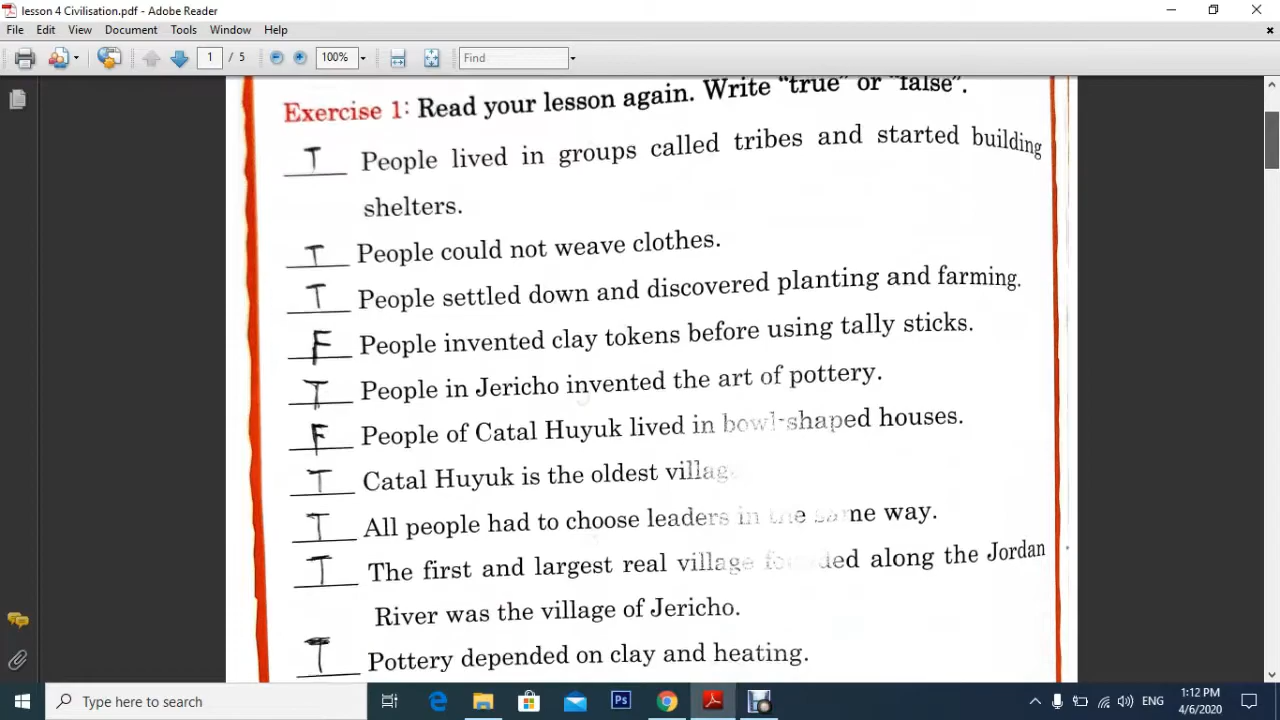 lesson 4 Civilisation.pdf - Adobe Reader
File Edit View Document Tools Window Help
1 / 5 100% Find
Exercise 1: Read your lesson again. Write "true" or "false".
T People lived in groups called tribes and started building
shelters.
T People could not weave clothes.
T People settled down and discovered planting and farming.
F People invented clay tokens before using tally sticks.
T People in Jericho invented the art of pottery.
F People of Catal Huyuk lived in bowl-shaped houses.
T Catal Huyuk is the oldest village
T All people had to choose leaders in the same way.
T The first and largest real village founded along the Jordan
River was the village of Jericho.
T Pottery depended on clay and heating.
Type here to search
ENG 1:12 PM
4/6/2020